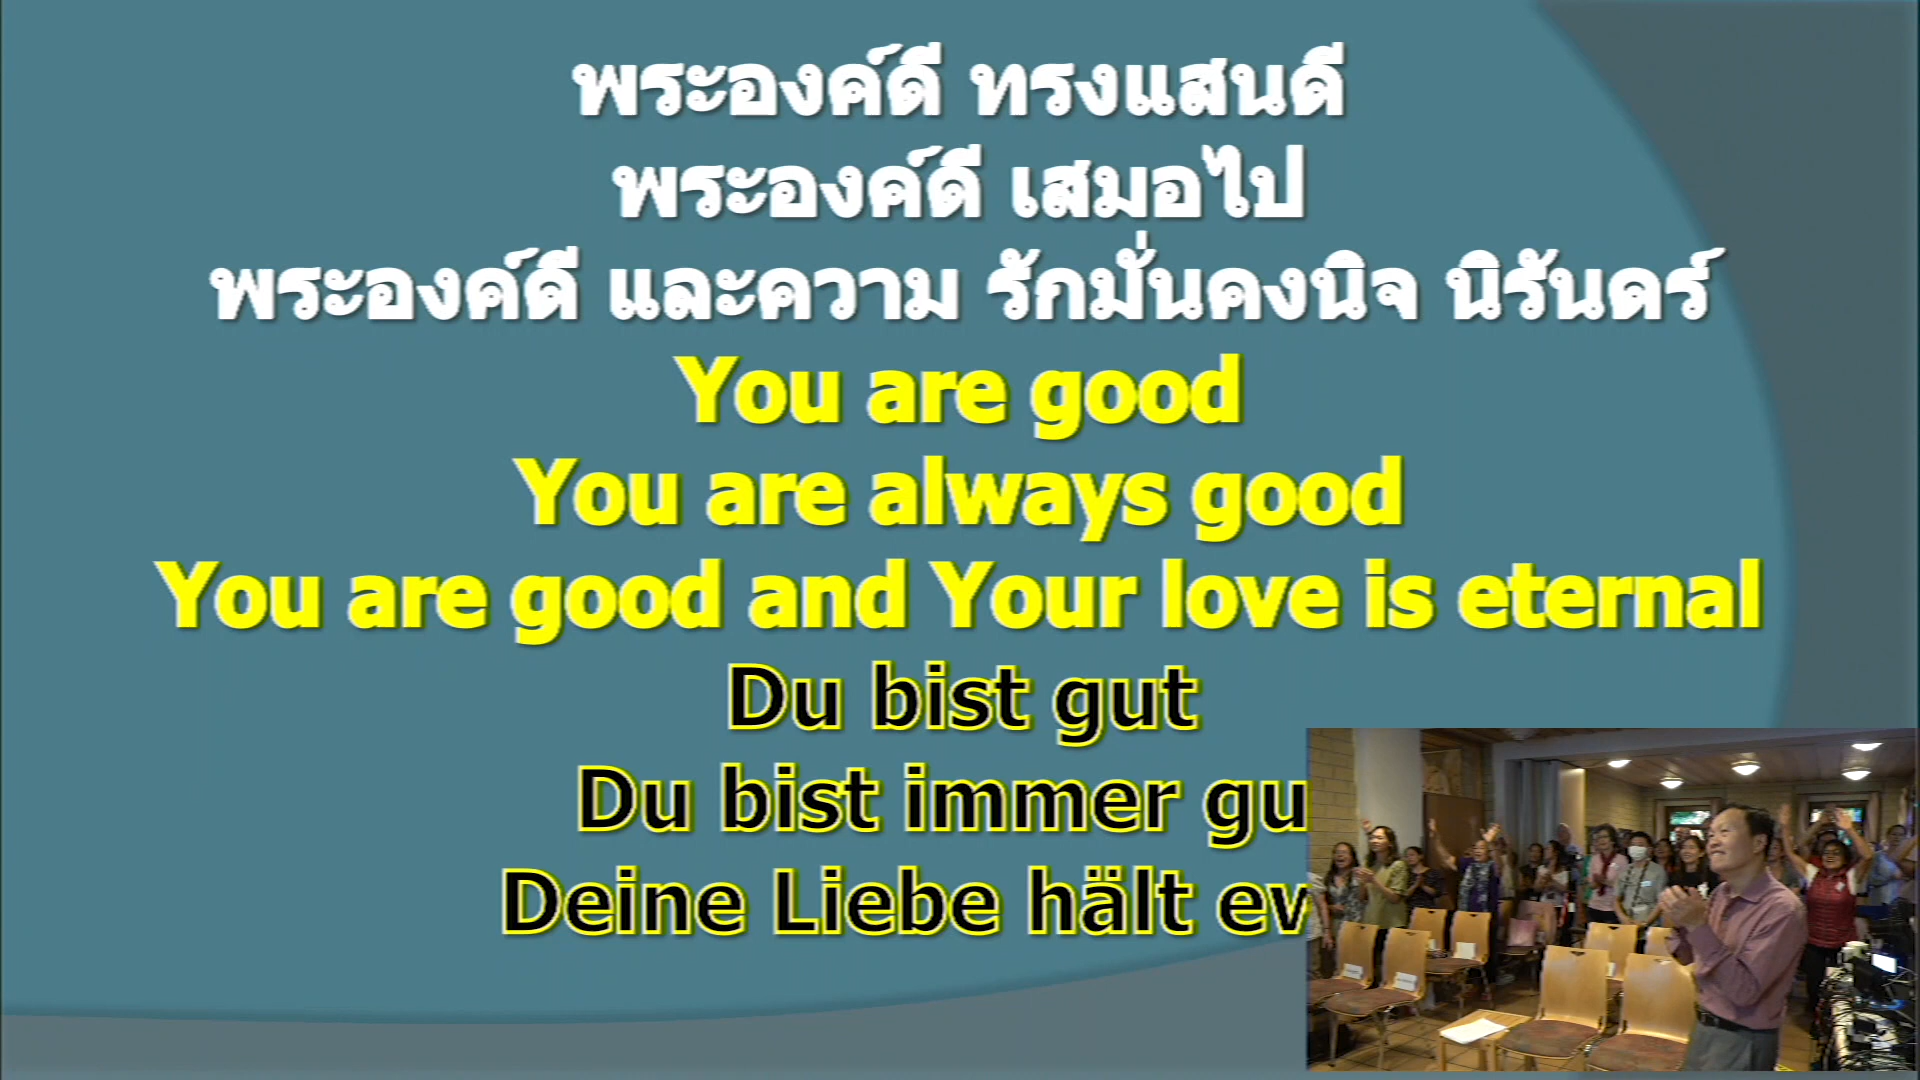 พระองค์ดี ทรงแสนดี
พระองค์ดี เสมอไป
พระองค์ดี และความ รักมั่นคงนิจ นิรันดร์
You are good
You are always good
You are good and Your love is eternal
Du bist gut
Du bist immer gu
Deine Liebe hält ev